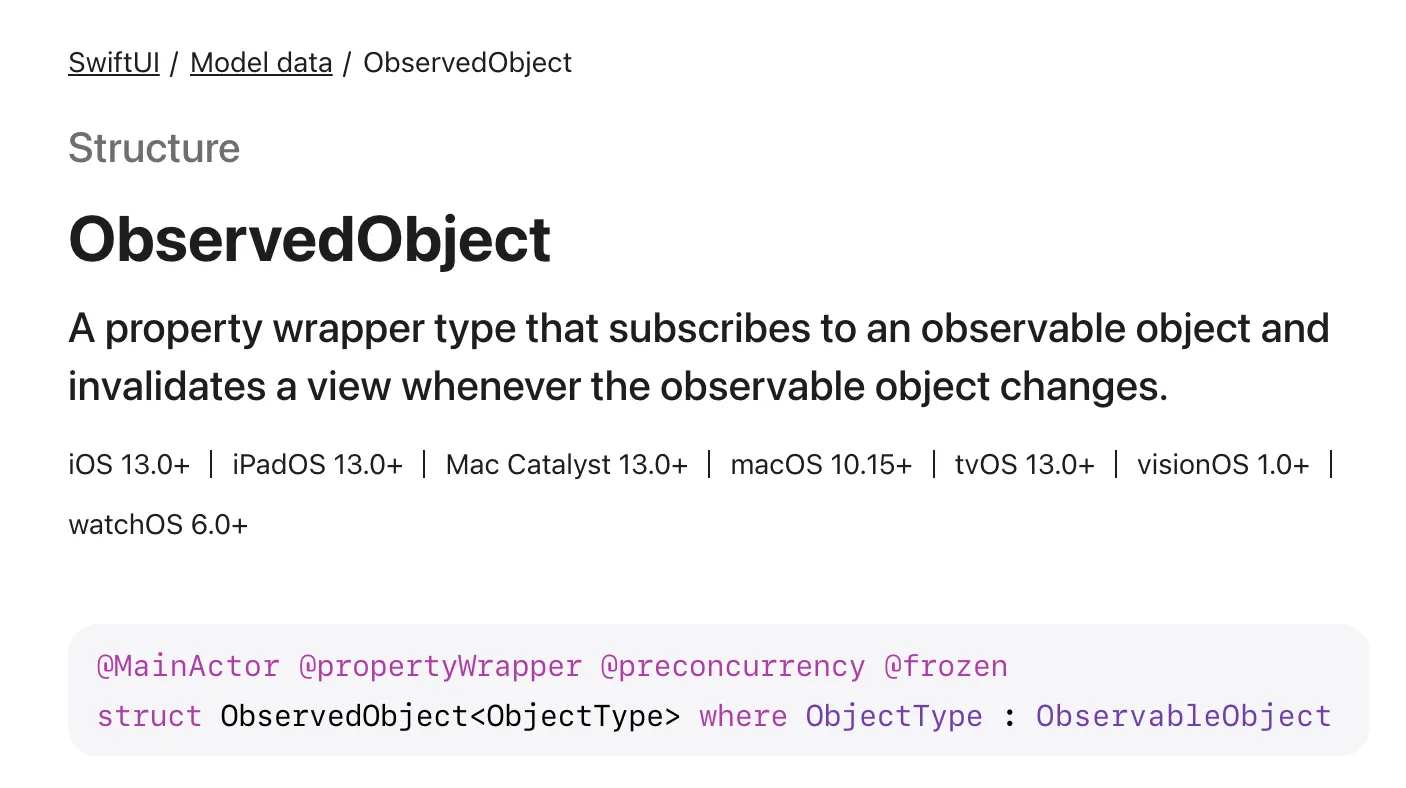 SwiftUI / Model data / ObservedObject
Structure
ObservedObject
A property wrapper type that subscribes to an observable object and
invalidates a view whenever the observable object changes.
iOS 13.0+ | iPadOS 13.0+ | Mac Catalyst 13.0+ | macOS 10.15+ | tvOS 13.0+ | visionOS 1.0+ |
watchOS 6.0+
@MainActor @propertyWrapper @preconcurrency @frozen
struct ObservedObject<ObjectType> where ObjectType : ObservableObject